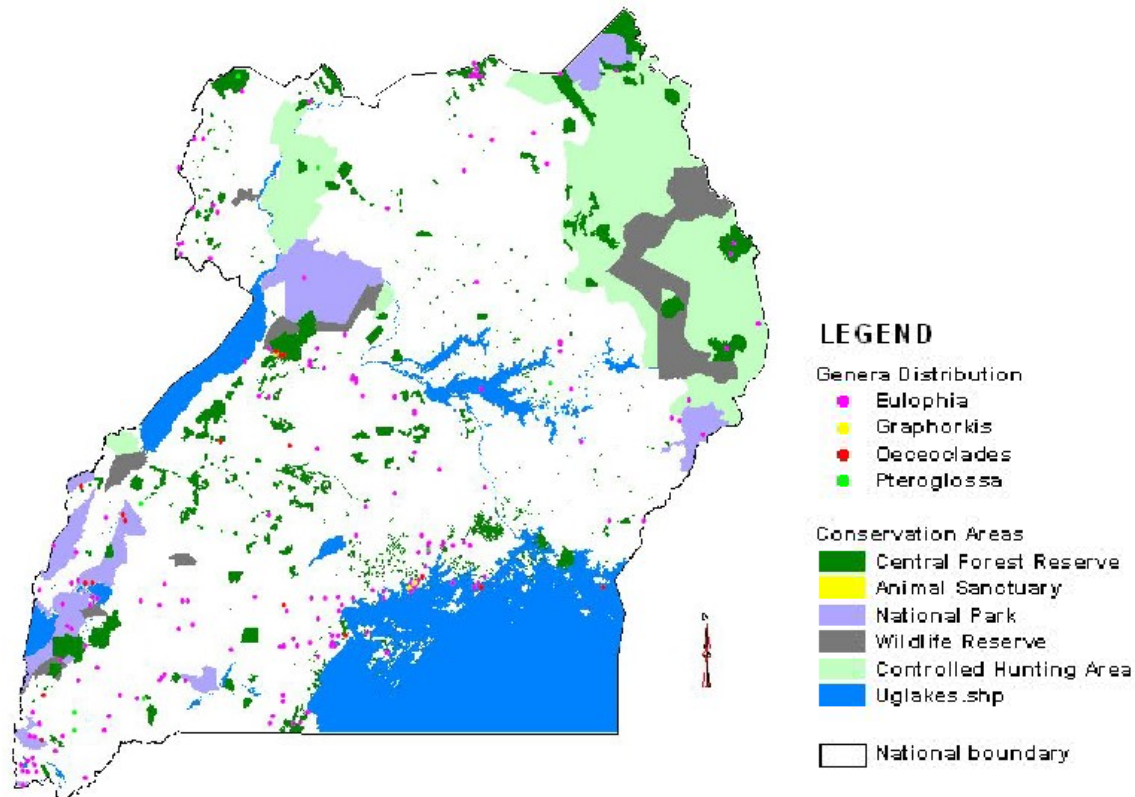 LEGEND
Genera Distribution
Eulophia
Graphorkis
Oeceoclades
Pteroglossa
Conservation Areas
Central Forest Reserve
Animal Sanctuary
National Park
Wildlife Reserve
Controlled Hunting Area
Uglakes.shp
National boundary